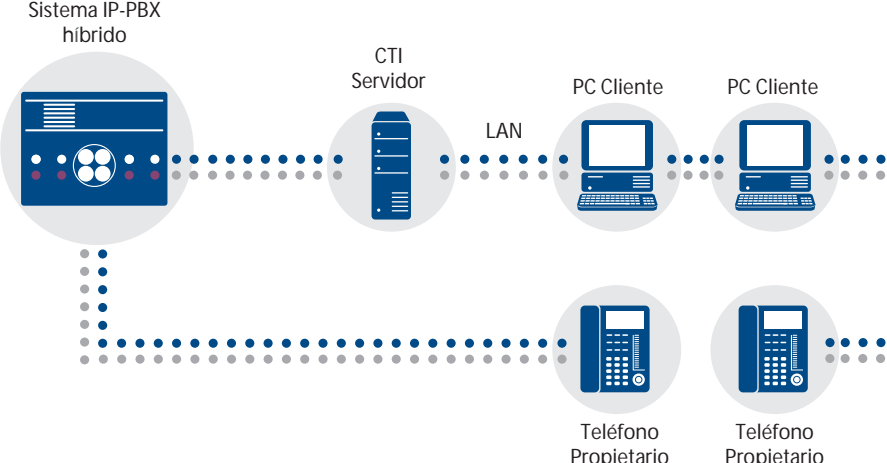 Sistema IP-PBX
híbrido
CTI
Servidor
LAN
PC Cliente
PC Cliente
Teléfono
Propietario
Teléfono
Propietario